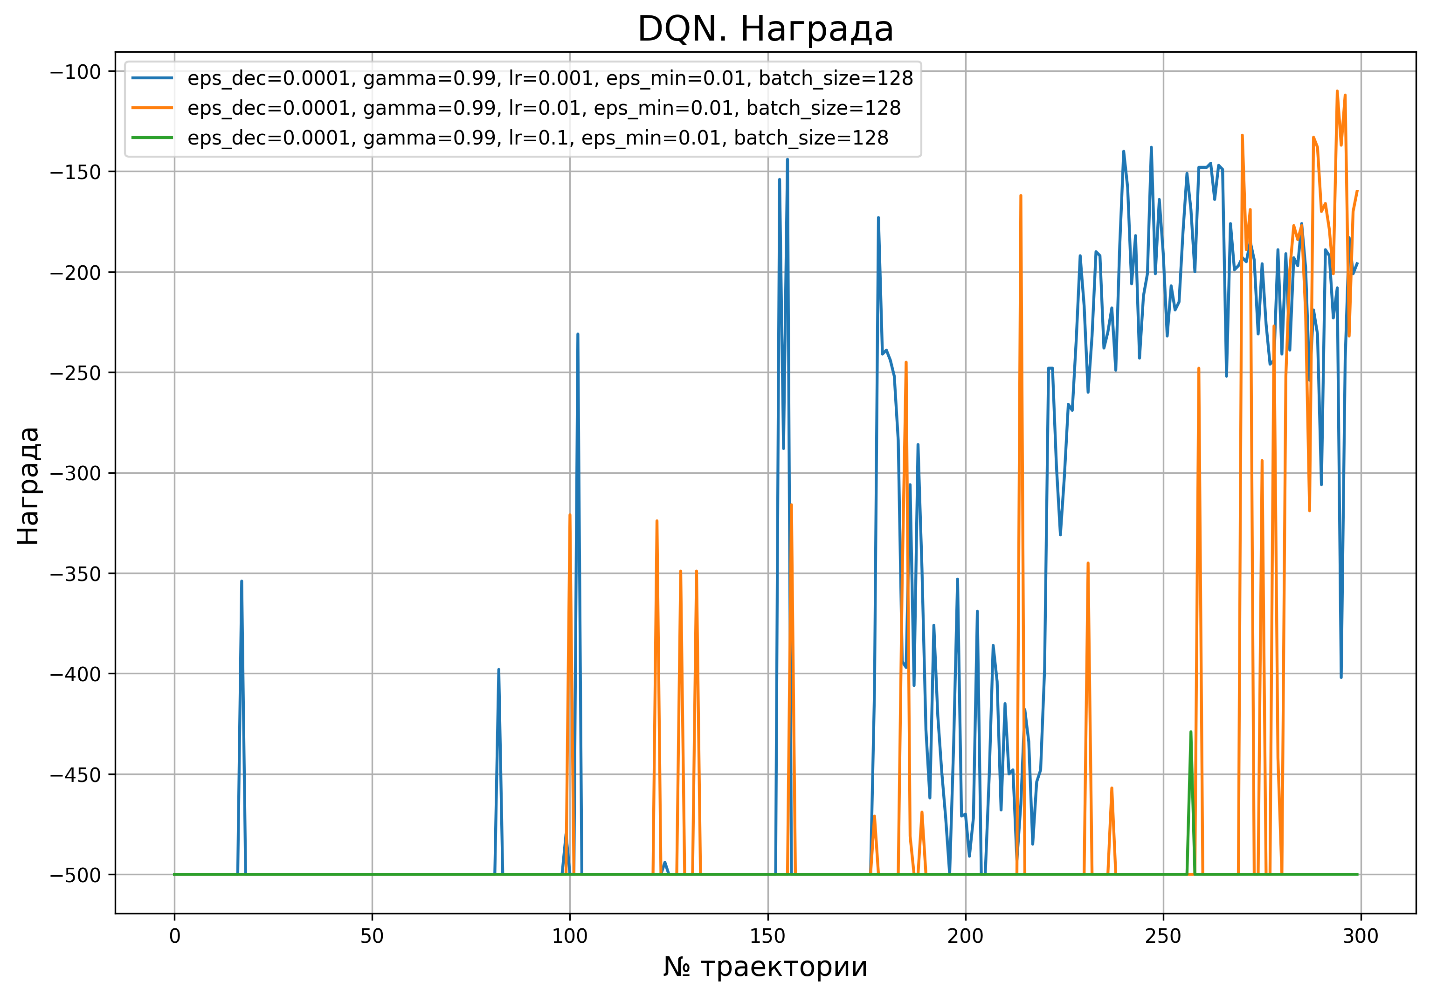 DQN. Награда
eps_dec=0.0001, gamma=0.99, lr=0.001, eps_min=0.01, batch_size=128
eps_dec=0.0001, gamma=0.99, lr=0.01, eps_min=0.01, batch_size=128
eps_dec=0.0001, gamma=0.99, lr=0.1, eps_min=0.01, batch_size=128
−100
−150
−200
−250
−300
−350
−400
−450
−500
Награда
0 50 100 150 200 250 300
№ траектории